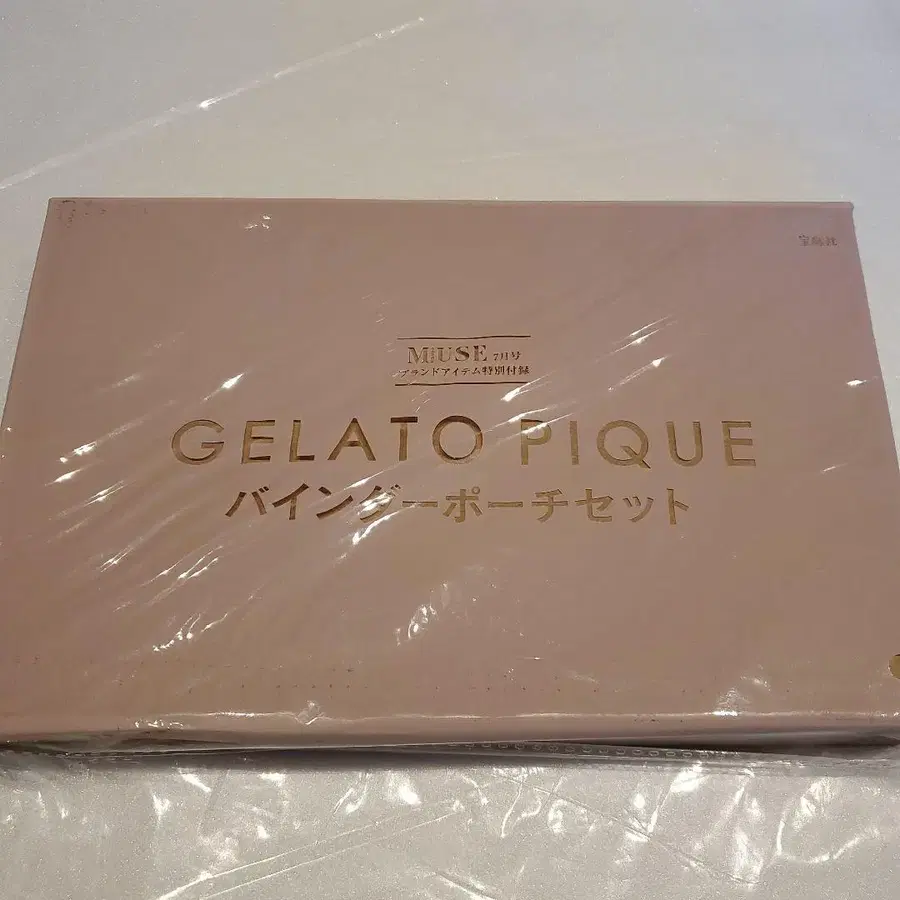 宝島社
MUSE 7月号
ブランドアイテム特別付録
GELATO PIQUE
バインダーポーチセット